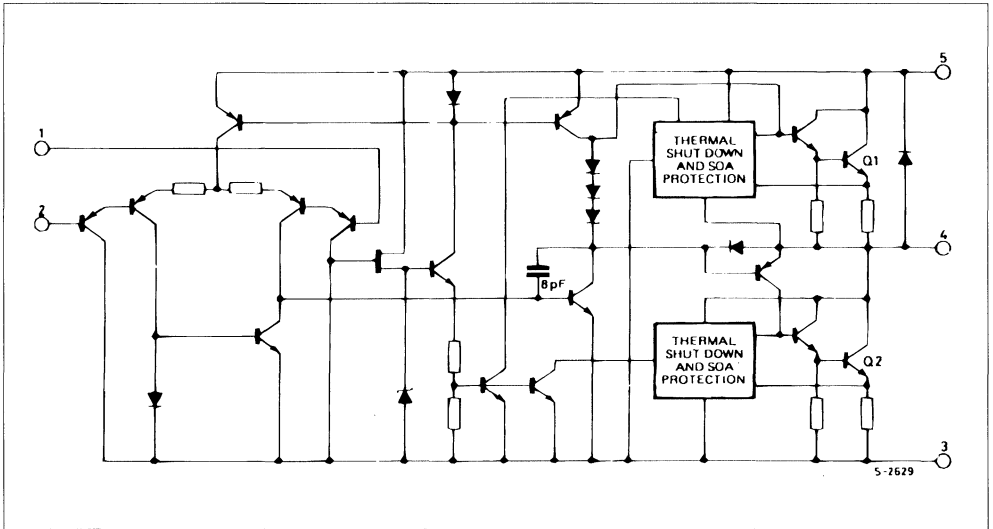 5
1
THERMAL
SHUT DOWN
AND SOA
PROTECTION
Q1
2
4
8pF
THERMAL
SHUT DOWN
AND SOA
PROTECTION
Q2
3
S-2629